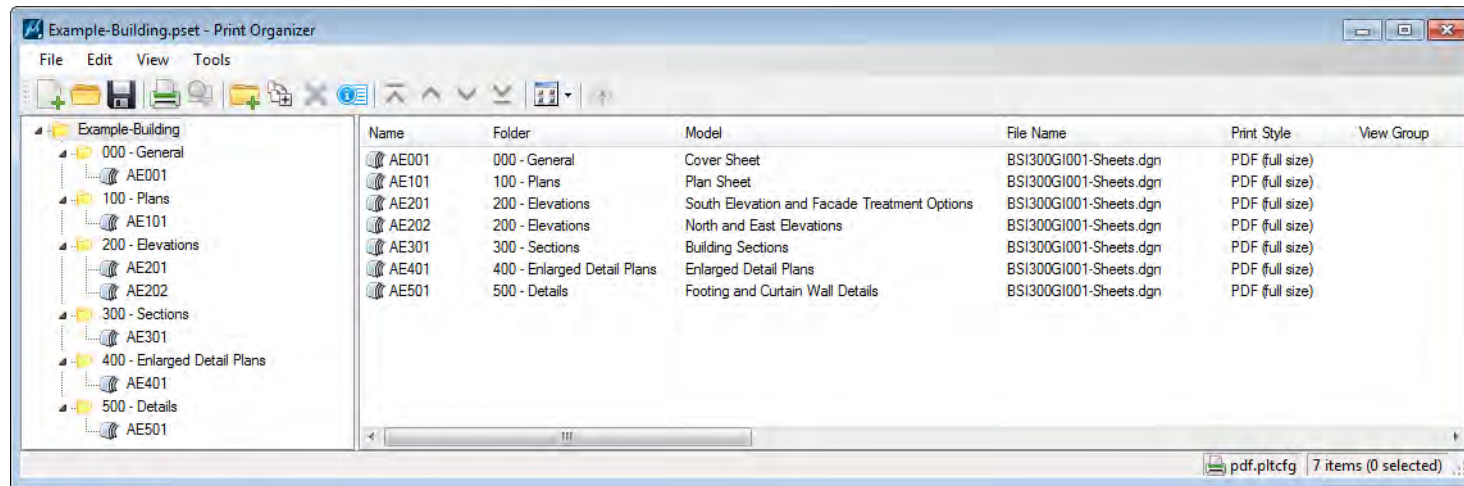 Example-Building.pset - Print Organizer
File Edit View Tools
Example-Building
000 - General
AE001
100 - Plans
AE101
200 - Elevations
AE201
AE202
300 - Sections
AE301
400 - Enlarged Detail Plans
AE401
500 - Details
AE501
Name Folder Model File Name Print Style View Group
AE001 000 - General Cover Sheet BSI300GI001-Sheets.dgn PDF (full size)
AE101 100 - Plans Plan Sheet BSI300GI001-Sheets.dgn PDF (full size)
AE201 200 - Elevations South Elevation and Facade Treatment Options BSI300GI001-Sheets.dgn PDF (full size)
AE202 200 - Elevations North and East Elevations BSI300GI001-Sheets.dgn PDF (full size)
AE301 300 - Sections Building Sections BSI300GI001-Sheets.dgn PDF (full size)
AE401 400 - Enlarged Detail Plans Enlarged Detail Plans BSI300GI001-Sheets.dgn PDF (full size)
AE501 500 - Details Footing and Curtain Wall Details BSI300GI001-Sheets.dgn PDF (full size)
pdf.pltcfg 7 items (0 selected)